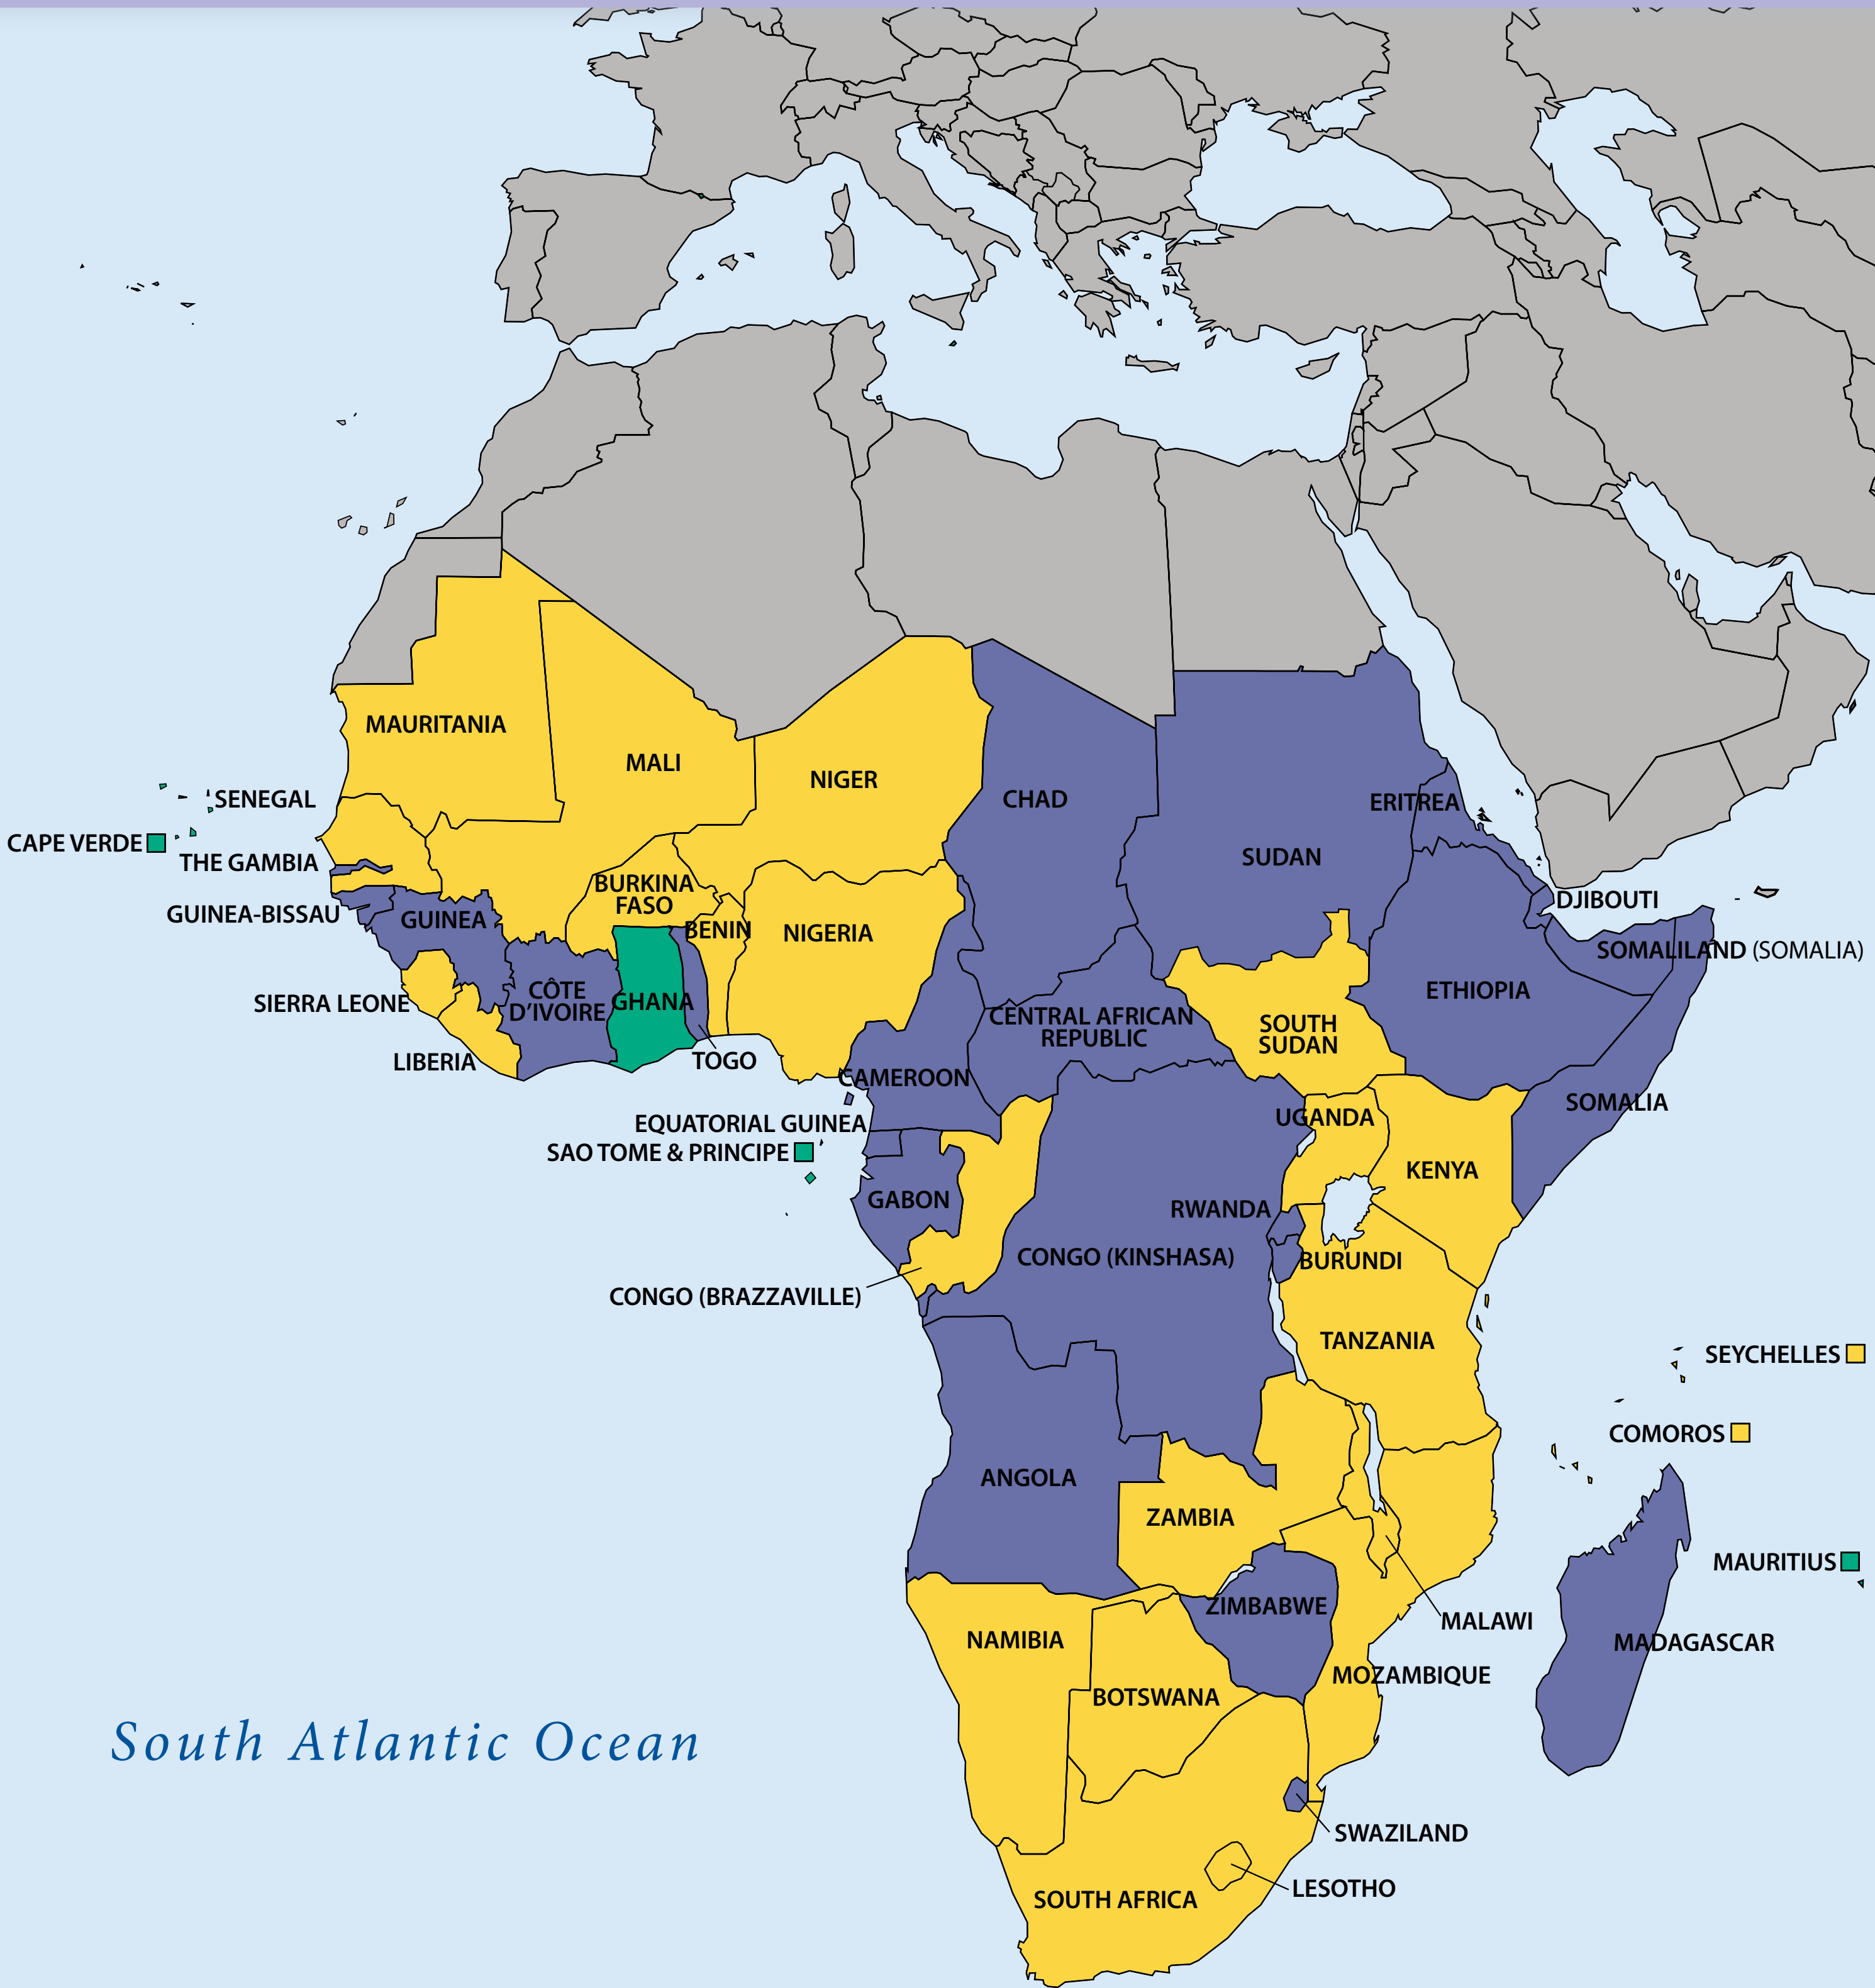 MAURITANIA
MALI
NIGER
CHAD
SENEGAL
ERITREA
CAPE VERDE
THE GAMBIA
SUDAN
BURKINA
FASO
DJIBOUTI
GUINEA-BISSAU
GUINEA
BENIN
NIGERIA
SOMALILAND (SOMALIA)
SIERRA LEONE
CÔTE
D'IVOIRE
GHANA
ETHIOPIA
CENTRAL AFRICAN
REPUBLIC
SOUTH
SUDAN
LIBERIA
TOGO
CAMEROON
SOMALIA
EQUATORIAL GUINEA
UGANDA
SAO TOME & PRINCIPE
KENYA
GABON
RWANDA
CONGO (KINSHASA)
BURUNDI
CONGO (BRAZZAVILLE)
TANZANIA
SEYCHELLES
COMOROS
ANGOLA
ZAMBIA
MAURITIUS
ZIMBABWE
MALAWI
NAMIBIA
MADAGASCAR
MOZAMBIQUE
BOTSWANA
South Atlantic Ocean
SWAZILAND
LESOTHO
SOUTH AFRICA